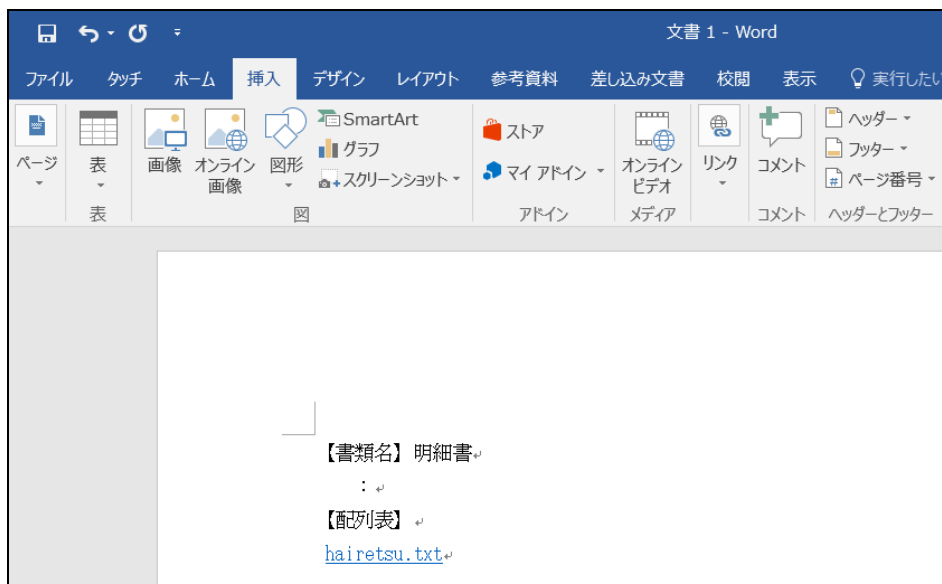 文書 1 - Word
ファイル タッチ ホーム 挿入 デザイン レイアウト 参考資料 差し込み文書 校閲 表示 実行したい
ページ
表
画像
オンライン
画像
図形
SmartArt
グラフ
スクリーンショット
ストア
マイ アドイン
オンライン
ビデオ
リンク
コメント
ヘッダー
フッター
# ページ番号
表 図 アドイン メディア コメント ヘッダーとフッター
【書類名】明細書
：
【配列表】
hairetsu.txt